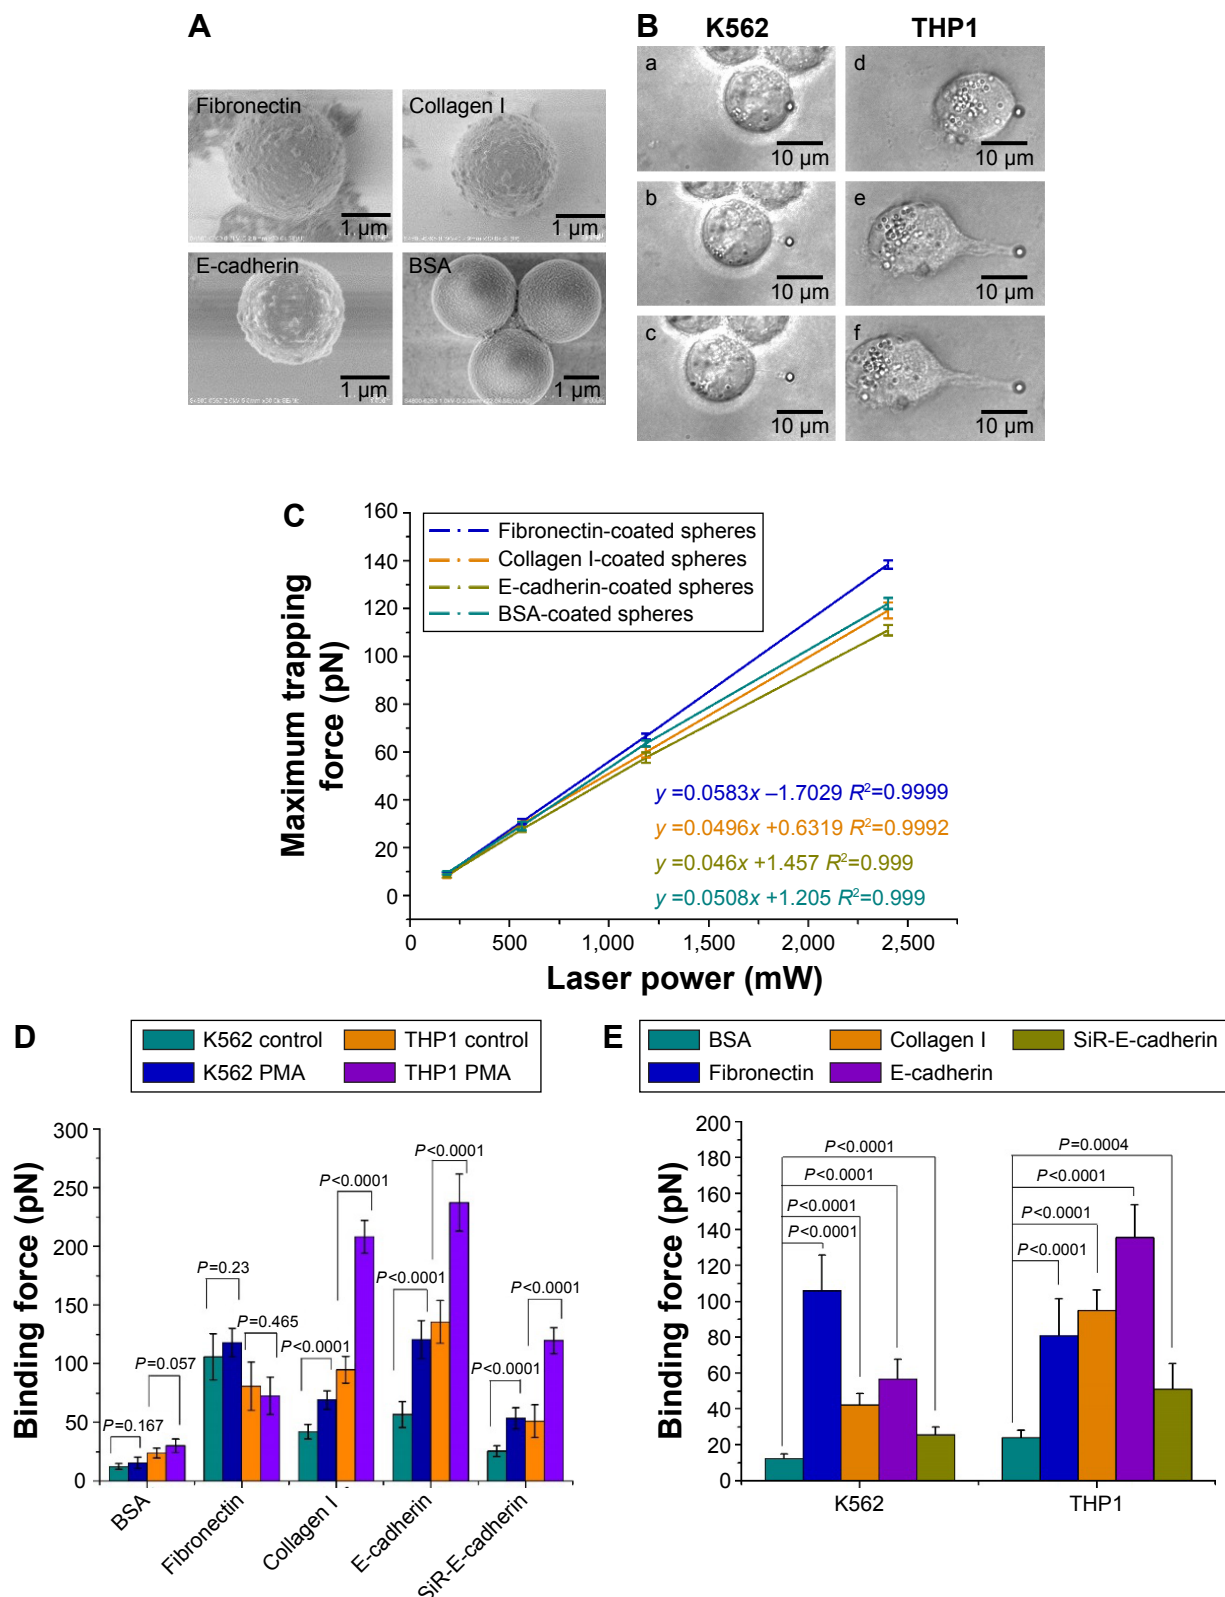 A
Fibronectin
1 µm
Collagen I
1 µm
E-cadherin
1 µm
BSA
1 µm
B
K562
THP1
a
10 µm
d
10 µm
b
10 µm
e
10 µm
c
10 µm
f
10 µm
C
Maximum trapping
force (pN)
160
140
120
100
80
60
40
20
0
Fibronectin-coated spheres
Collagen I-coated spheres
E-cadherin-coated spheres
BSA-coated spheres
y =0.0583x –1.7029 R²=0.9999
y =0.0496x +0.6319 R²=0.9992
y =0.046x +1.457 R²=0.999
y =0.0508x +1.205 R²=0.999
0 500 1,000 1,500 2,000 2,500
Laser power (mW)
D
K562 control THP1 control
K562 PMA THP1 PMA
Binding force (pN)
300
250
200
150
100
50
0
P=0.167
P=0.057
P=0.23
P=0.465
P<0.0001
P<0.0001
P<0.0001
P<0.0001
P<0.0001
P<0.0001
BSA
Fibronectin
Collagen I
E-cadherin
SiR-E-cadherin
E
BSA Collagen I SiR-E-cadherin
Fibronectin E-cadherin
Binding force (pN)
200
180
160
140
120
100
80
60
40
20
0
P<0.0001
P<0.0001
P<0.0001
P<0.0001
P=0.0004
P<0.0001
P<0.0001
P<0.0001
K562
THP1